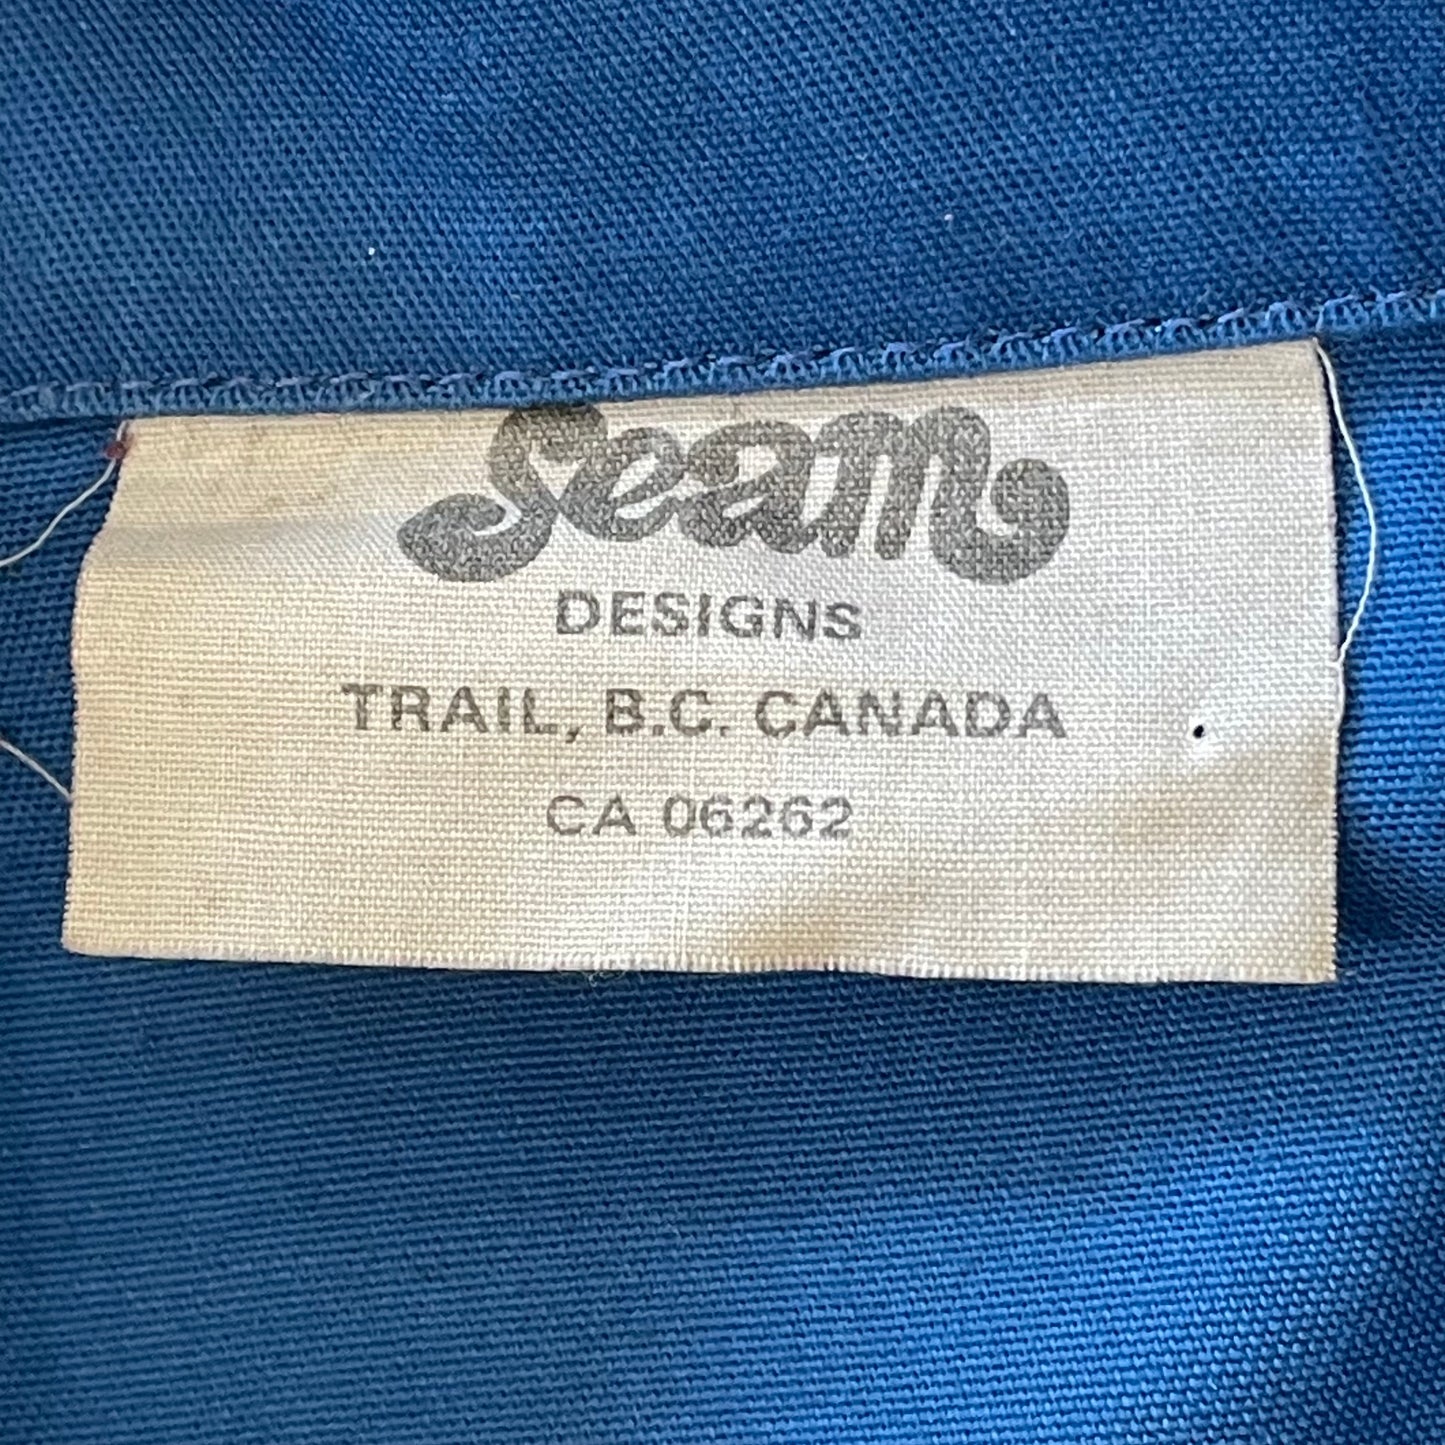 Seam
DESIGNS
TRAIL, B.C. CANADA
CA 06262